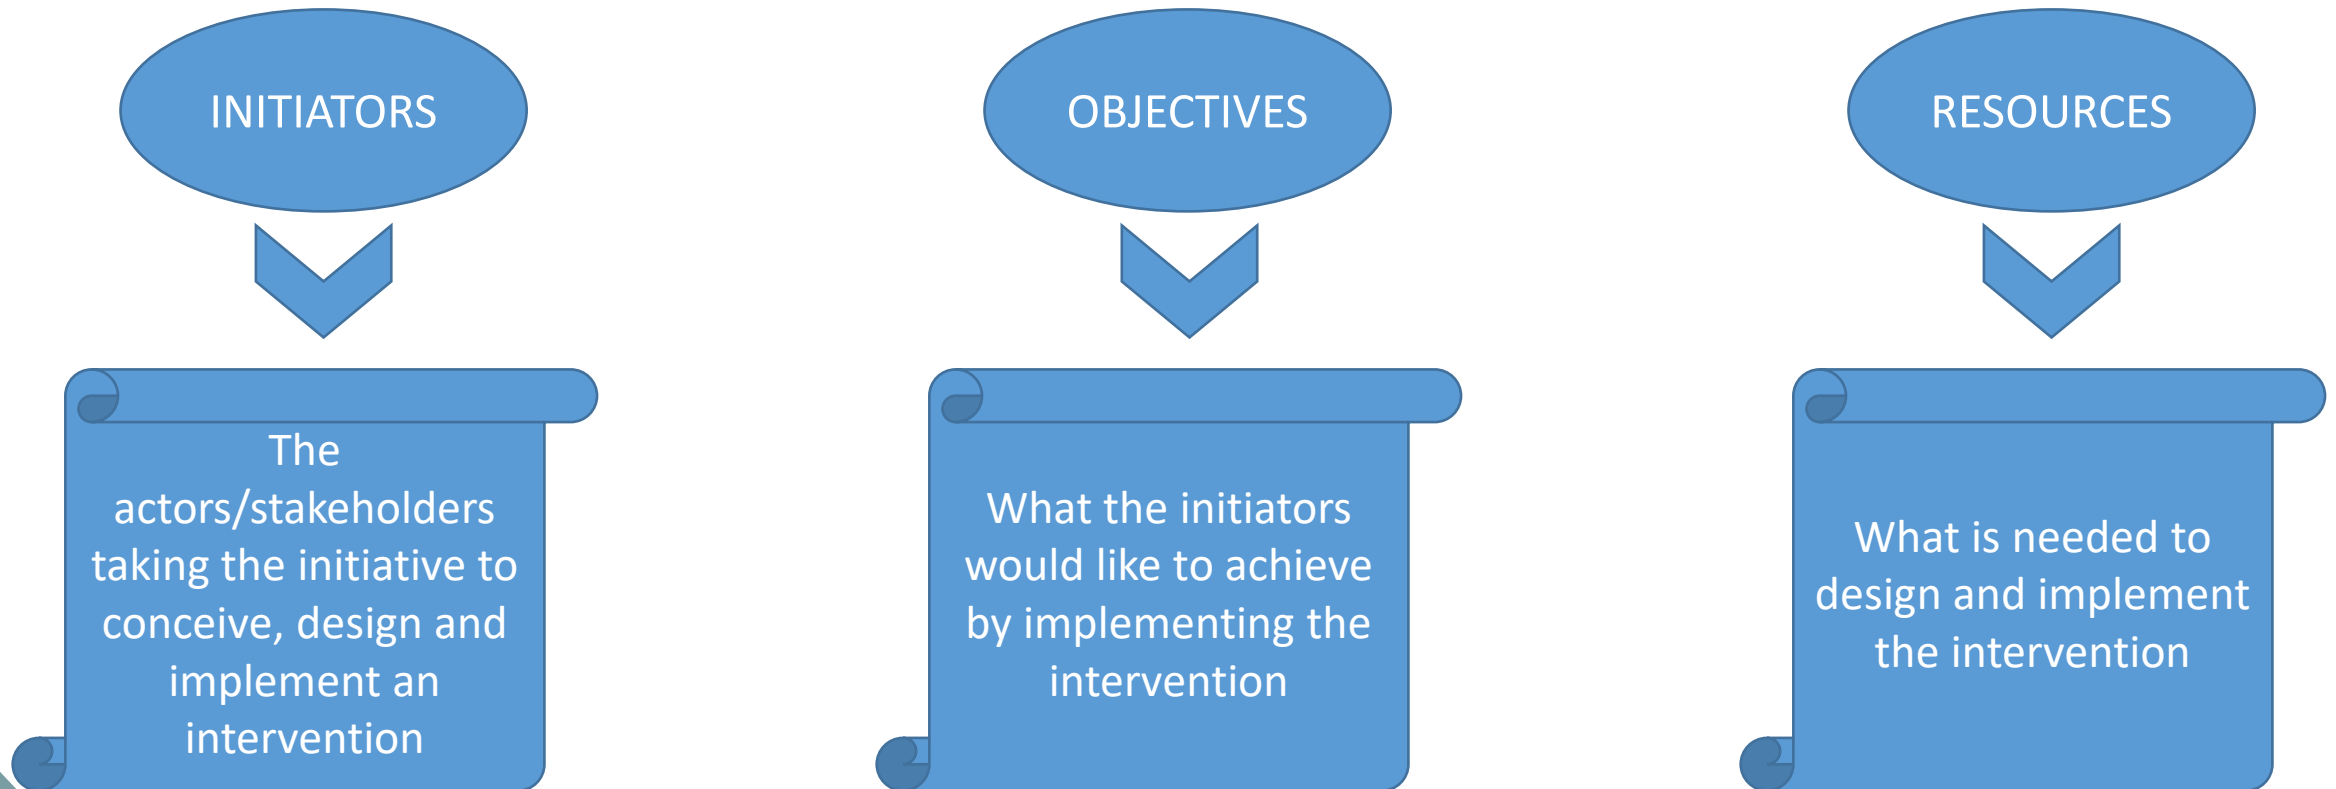 INITIATORS
OBJECTIVES
RESOURCES
The
actors/stakeholders
taking the initiative to
conceive, design and
implement an
intervention
What the initiators
would like to achieve
by implementing the
intervention
What is needed to
design and implement
the intervention